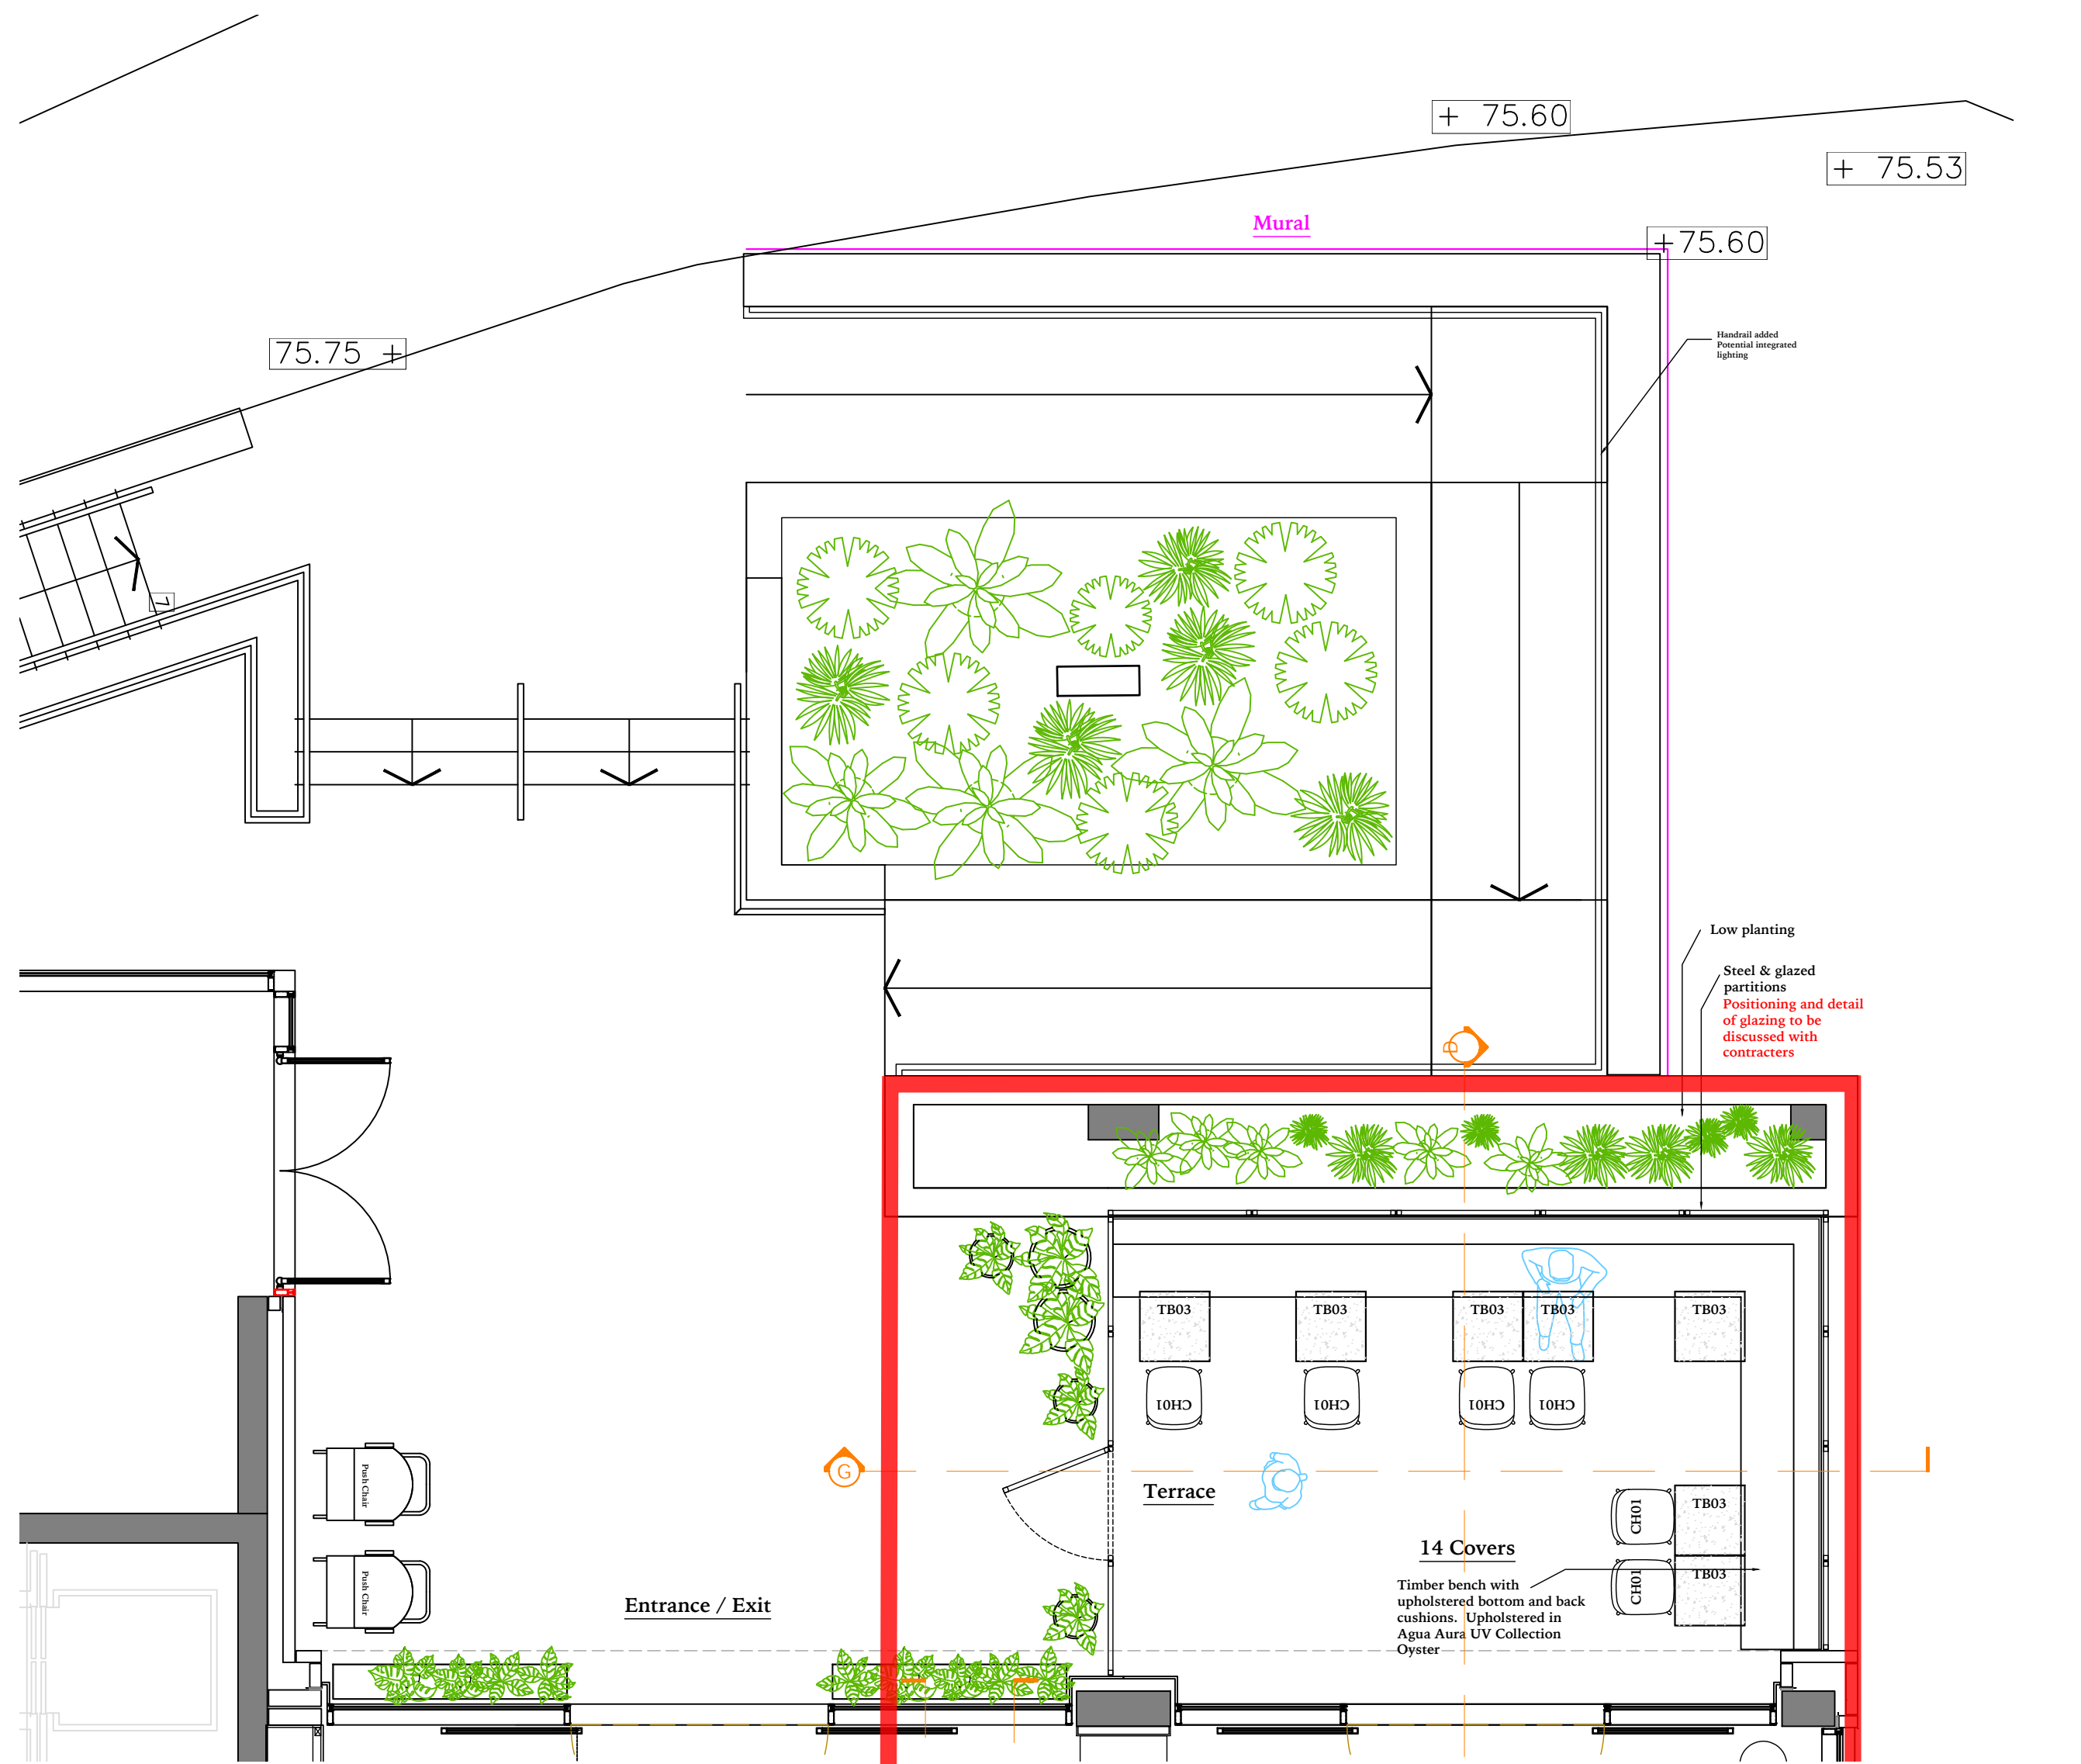 + 75.60
+ 75.53
Mural
+75.60
Handrail added
Potential integrated
lighting
75.75 +
7
Low planting
Steel & glazed
partitions
Positioning and detail
of glazing to be
discussed with
contracters
D
TB03
TB03
TB03
TB03
TB03
CH01
CH01
CH01
CH01
G
Terrace
Push Chair
Push Chair
CH01
TB03
CH01
TB03
14 Covers
Timber bench with
upholstered bottom and back
cushions. Upholstered in
Agua Aura UV Collection
Oyster
Entrance / Exit